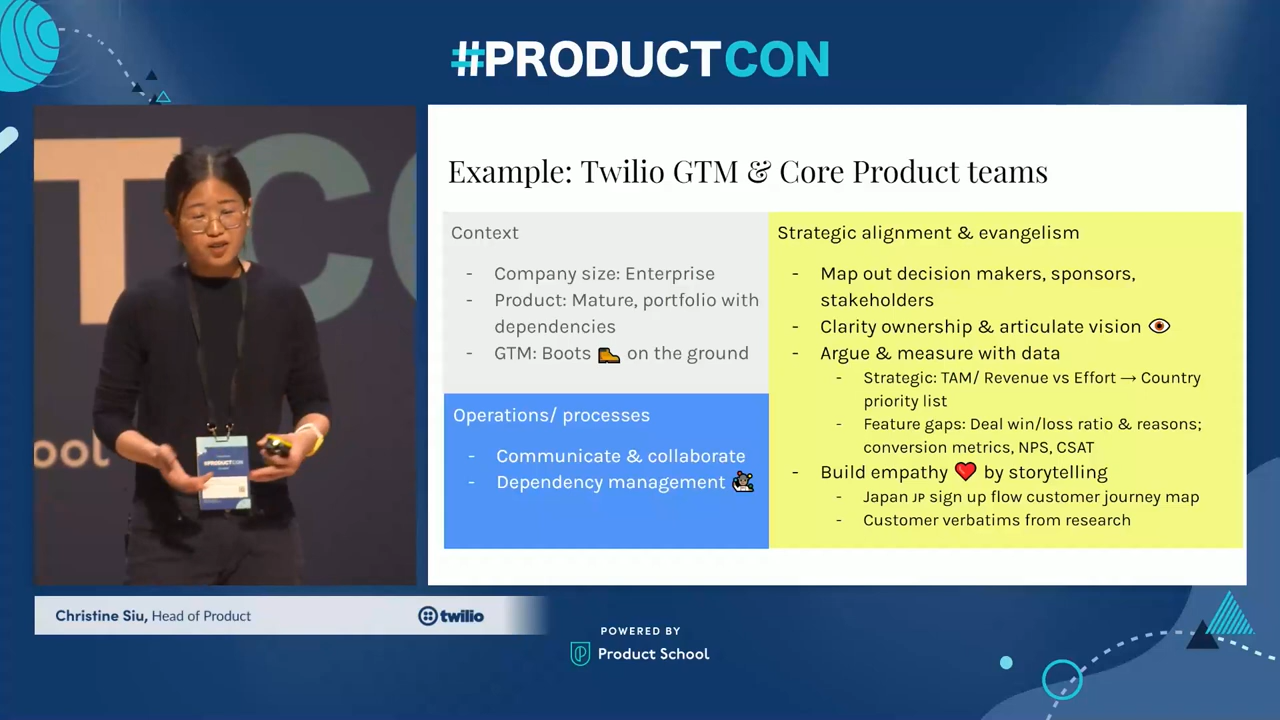 #PRODUCTCON
T C
ool
#PRODUCTCON
Example: Twilio GTM & Core Product teams
Context
- Company size: Enterprise
- Product: Mature, portfolio with
dependencies
- GTM: Boots 🥾 on the ground
Operations/ processes
- Communicate & collaborate
- Dependency management
Strategic alignment & evangelism
- Map out decision makers, sponsors,
stakeholders
- Clarity ownership & articulate vision 👁️
- Argue & measure with data
- Strategic: TAM/ Revenue vs Effort → Country
priority list
- Feature gaps: Deal win/loss ratio & reasons;
conversion metrics, NPS, CSAT
- Build empathy ❤️ by storytelling
- Japan JP sign up flow customer journey map
- Customer verbatims from research
Christine Siu, Head of Product
twilio
POWERED BY
Product School